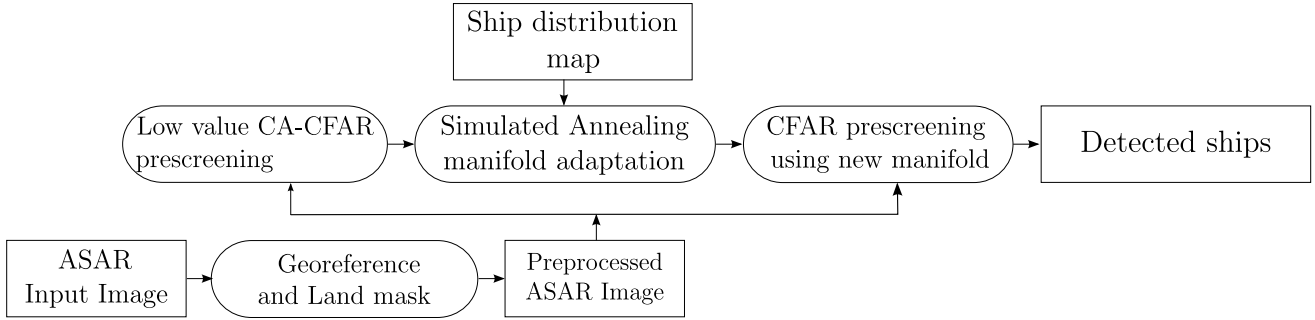 Ship distribution
map
Low value CA-CFAR
prescreening
Simulated Annealing
manifold adaptation
CFAR prescreening
using new manifold
Detected ships
ASAR
Input Image
Georeference
and Land mask
Preprocessed
ASAR Image